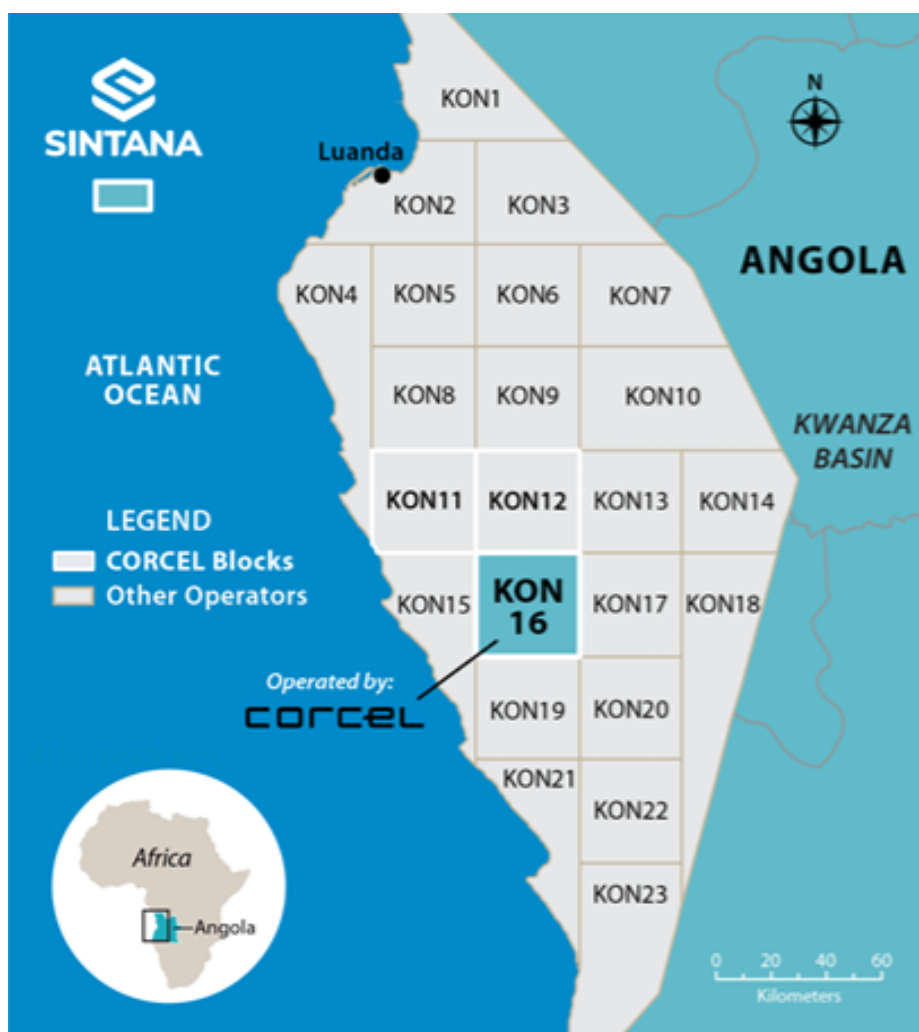 SINTANA
N
KON1
Luanda
KON2
KON3
ANGOLA
KON4
KON5
KON6
KON7
ATLANTIC
OCEAN
KON8
KON9
KON10
KWANZA
BASIN
LEGEND
CORCEL Blocks
Other Operators
KON11
KON12
KON13
KON14
KON15
KON
16
KON17
KON18
Operated by:
corcel
KON19
KON20
KON21
KON22
KON23
Africa
Angola
0 20 40 60
Kilometers